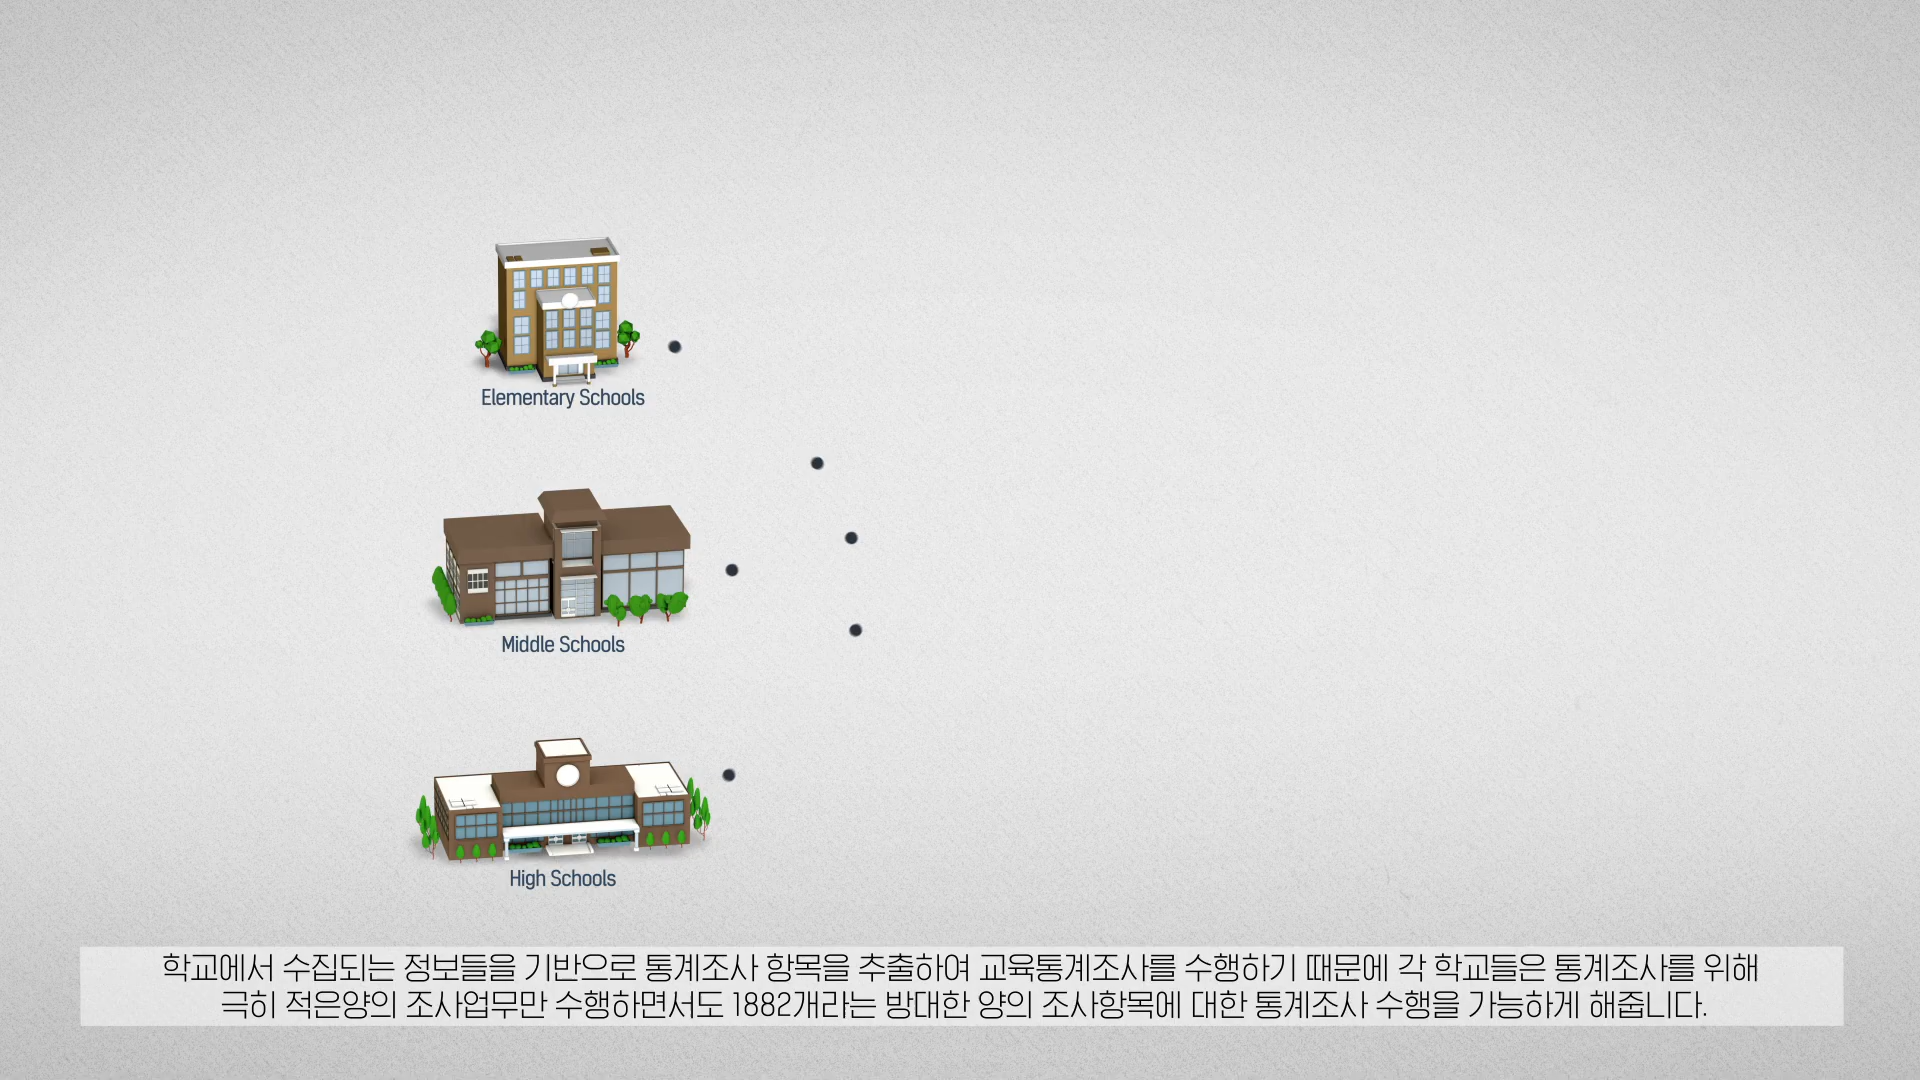 Elementary Schools
Middle Schools
High Schools
학교에서 수집되는 정보들을 기반으로 통계조사 항목을 추출하여 교육통계조사를 수행하기 때문에 각 학교들은 통계조사를 위해
극히 적은양의 조사업무만 수행하면서도 1882개라는 방대한 양의 조사항목에 대한 통계조사 수행을 가능하게 해줍니다.